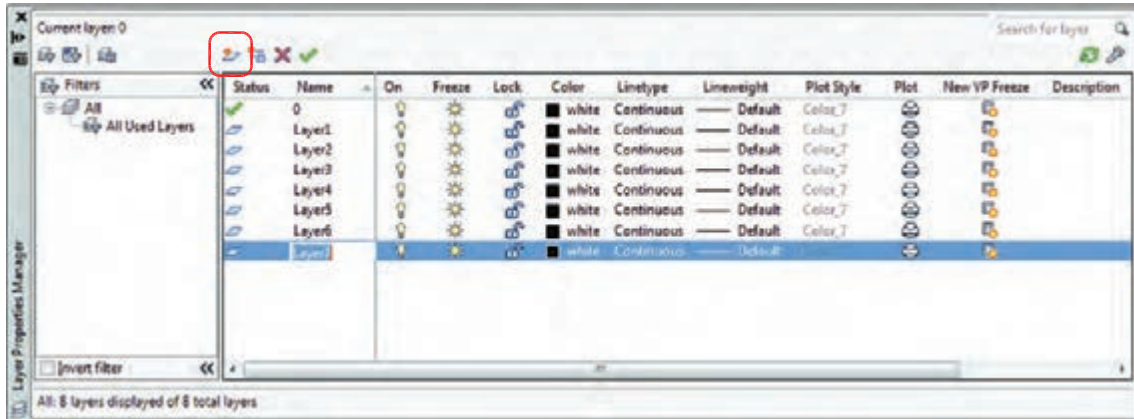 Current layer: 0
Search for layer
Filters
All
All Used Layers
Invert filter
Status Name On Freeze Lock Color Linetype Lineweight Plot Style Plot New VP Freeze Description
0 white Continuous Default Color_7
Layer1 white Continuous Default Color_7
Layer2 white Continuous Default Color_7
Layer3 white Continuous Default Color_7
Layer4 white Continuous Default Color_7
Layer5 white Continuous Default Color_7
Layer6 white Continuous Default Color_7
Layer7 white Continuous Default
All: 8 layers displayed of 8 total layers
Layer Properties Manager